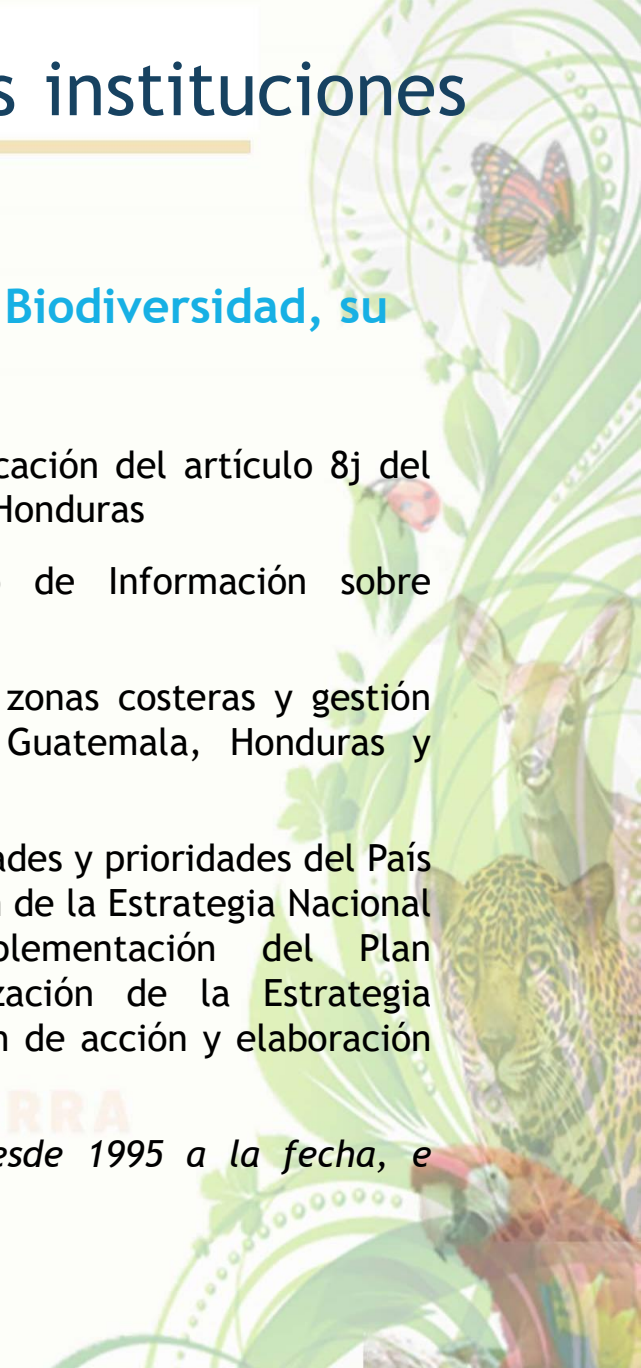 s instituciones
Biodiversidad, su
cación del artículo 8j del
Honduras
de Información sobre
zonas costeras y gestión
Guatemala, Honduras y
ades y prioridades del País
de la Estrategia Nacional
plementación del Plan
zación de la Estrategia
n de acción y elaboración
RRA
esde 1995 a la fecha, e